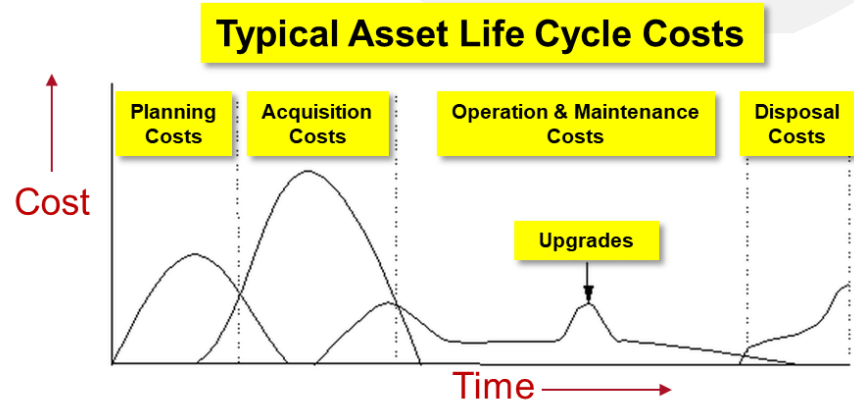 Typical Asset Life Cycle Costs
Planning
Costs
Acquisition
Costs
Operation & Maintenance
Costs
Disposal
Costs
Cost
Upgrades
Time